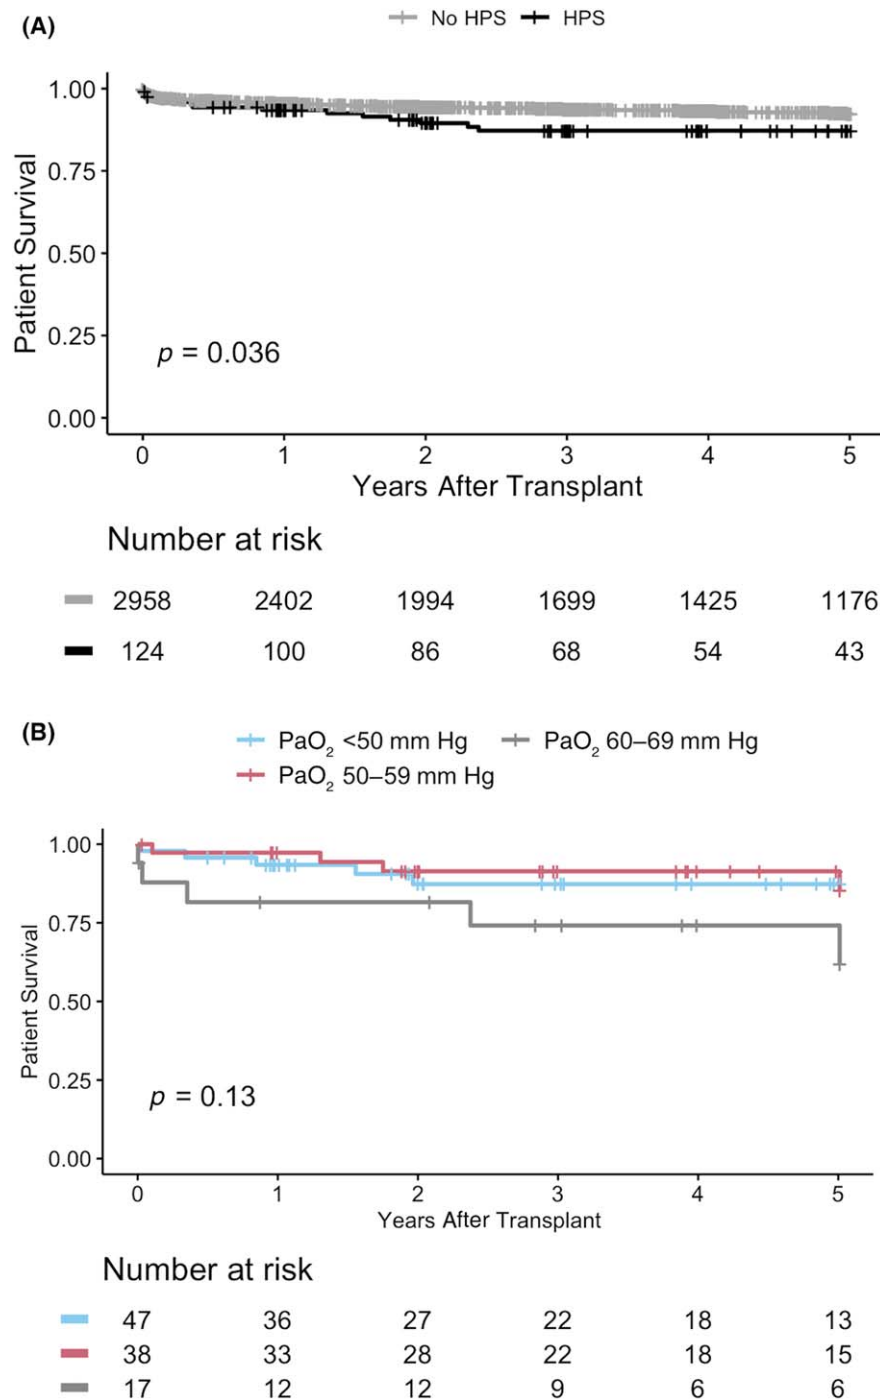 (A)
No HPS HPS
1.00
0.75
0.50
0.25
0.00
Patient Survival
p = 0.036
0 1 2 3 4 5
Years After Transplant
Number at risk
2958 2402 1994 1699 1425 1176
124 100 86 68 54 43
(B)
PaO2 <50 mm Hg PaO2 60–69 mm Hg
PaO2 50–59 mm Hg
1.00
0.75
0.50
0.25
0.00
Patient Survival
p = 0.13
0 1 2 3 4 5
Years After Transplant
Number at risk
47 36 27 22 18 13
38 33 28 22 18 15
17 12 12 9 6 6